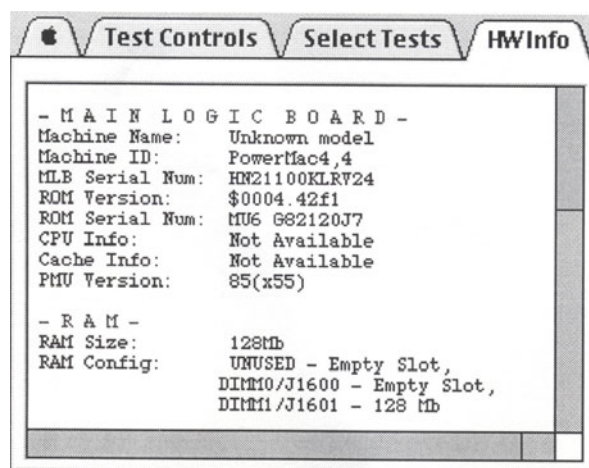 Test Controls
Select Tests
HW Info
- M A I N  L O G I C  B O A R D -
Machine Name: Unknown model
Machine ID: PowerMac4,4
MLB Serial Num: HN21100KLRV24
ROM Version: $0004.42f1
ROM Serial Num: MU6 G82120J7
CPU Info: Not Available
Cache Info: Not Available
PMU Version: 85(x55)
- R A M -
RAM Size: 128Mb
RAM Config: UNUSED - Empty Slot,
DIMM0/J1600 - Empty Slot,
DIMM1/J1601 - 128 Mb